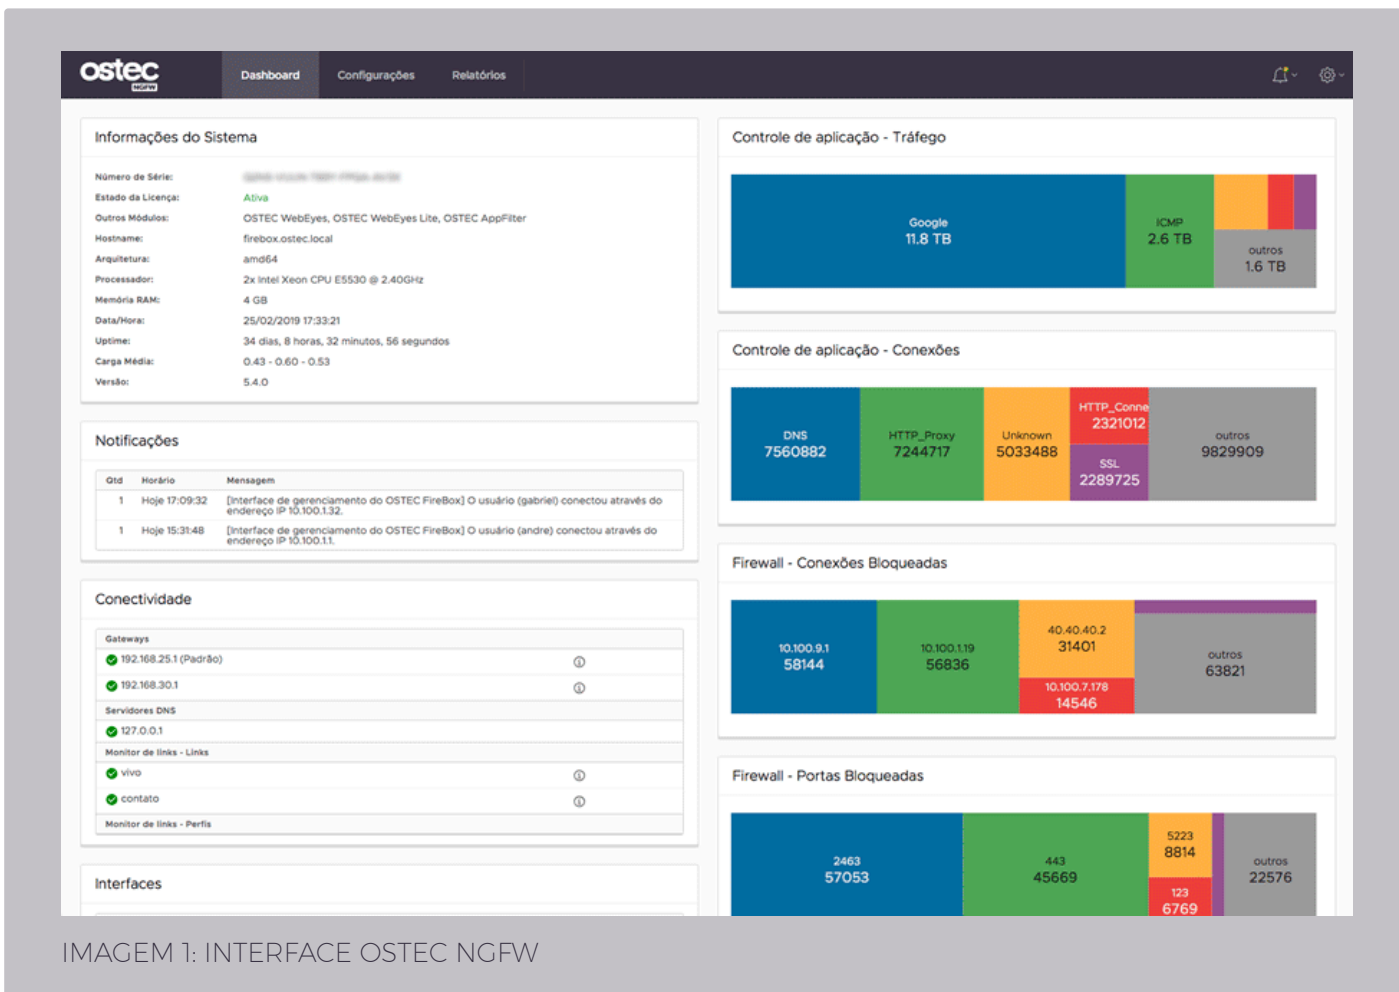 ostec
NGFW
Dashboard
Configurações
Relatórios
Informações do Sistema
Número de Série:
Estado da Licença: Ativa
Outros Módulos: OSTEC WebEyes, OSTEC WebEyes Lite, OSTEC AppFilter
Hostname: firebox.ostec.local
Arquitetura: amd64
Processador: 2x Intel Xeon CPU E5530 @ 2.40GHz
Memória RAM: 4 GB
Data/Hora: 25/02/2019 17:33:21
Uptime: 34 dias, 8 horas, 32 minutos, 56 segundos
Carga Média: 0.43 - 0.60 - 0.53
Versão: 5.4.0
Notificações
Qtd Horário Mensagem
1 Hoje 17:09:32 [Interface de gerenciamento do OSTEC FireBox] O usuário (gabriel) conectou através do
endereço IP 10.100.1.32.
1 Hoje 15:31:48 [Interface de gerenciamento do OSTEC FireBox] O usuário (andre) conectou através do
endereço IP 10.100.1.1.
Conectividade
Gateways
192.168.25.1 (Padrão)
192.168.30.1
Servidores DNS
127.0.0.1
Monitor de links - Links
vivo
contato
Monitor de links - Perfis
Interfaces
Controle de aplicação - Tráfego
Google
11.8 TB
ICMP
2.6 TB
outros
1.6 TB
Controle de aplicação - Conexões
DNS
7560882
HTTP_Proxy
7244717
Unknown
5033488
HTTP_Conne
2321012
SSL
2289725
outros
9829909
Firewall - Conexões Bloqueadas
10.100.9.1
58144
10.100.1.19
56836
40.40.40.2
31401
10.100.7.178
14546
outros
63821
Firewall - Portas Bloqueadas
2463
57053
443
45669
5223
8814
123
6769
outros
22576
IMAGEM 1: INTERFACE OSTEC NGFW